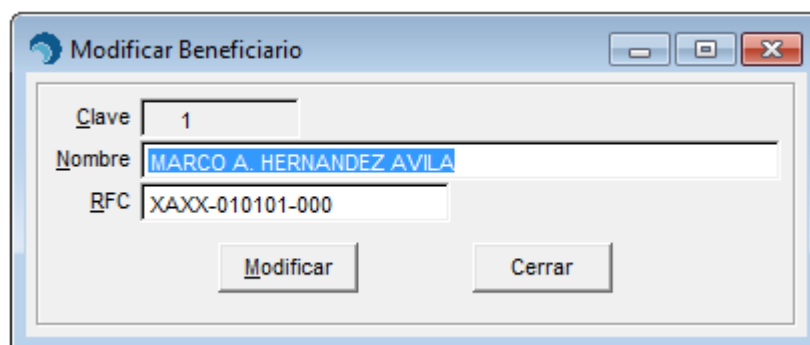 Modificar Beneficiario
Clave 1
Nombre MARCO A. HERNANDEZ AVILA
RFC XAXX-010101-000
Modificar Cerrar